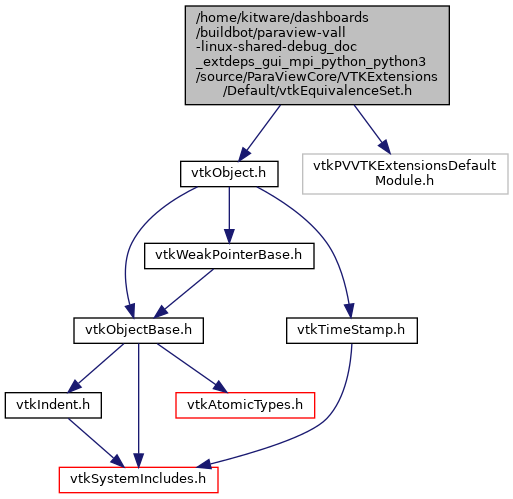 /home/kitware/dashboards
/buildbot/paraview-vall
-linux-shared-debug_doc
_extdeps_gui_mpi_python_python3
/source/ParaViewCore/VTKExtensions
/Default/vtkEquivalenceSet.h
vtkObject.h
vtkPVVTKExtensionsDefault
Module.h
vtkWeakPointerBase.h
vtkObjectBase.h
vtkTimeStamp.h
vtkIndent.h
vtkAtomicTypes.h
vtkSystemIncludes.h